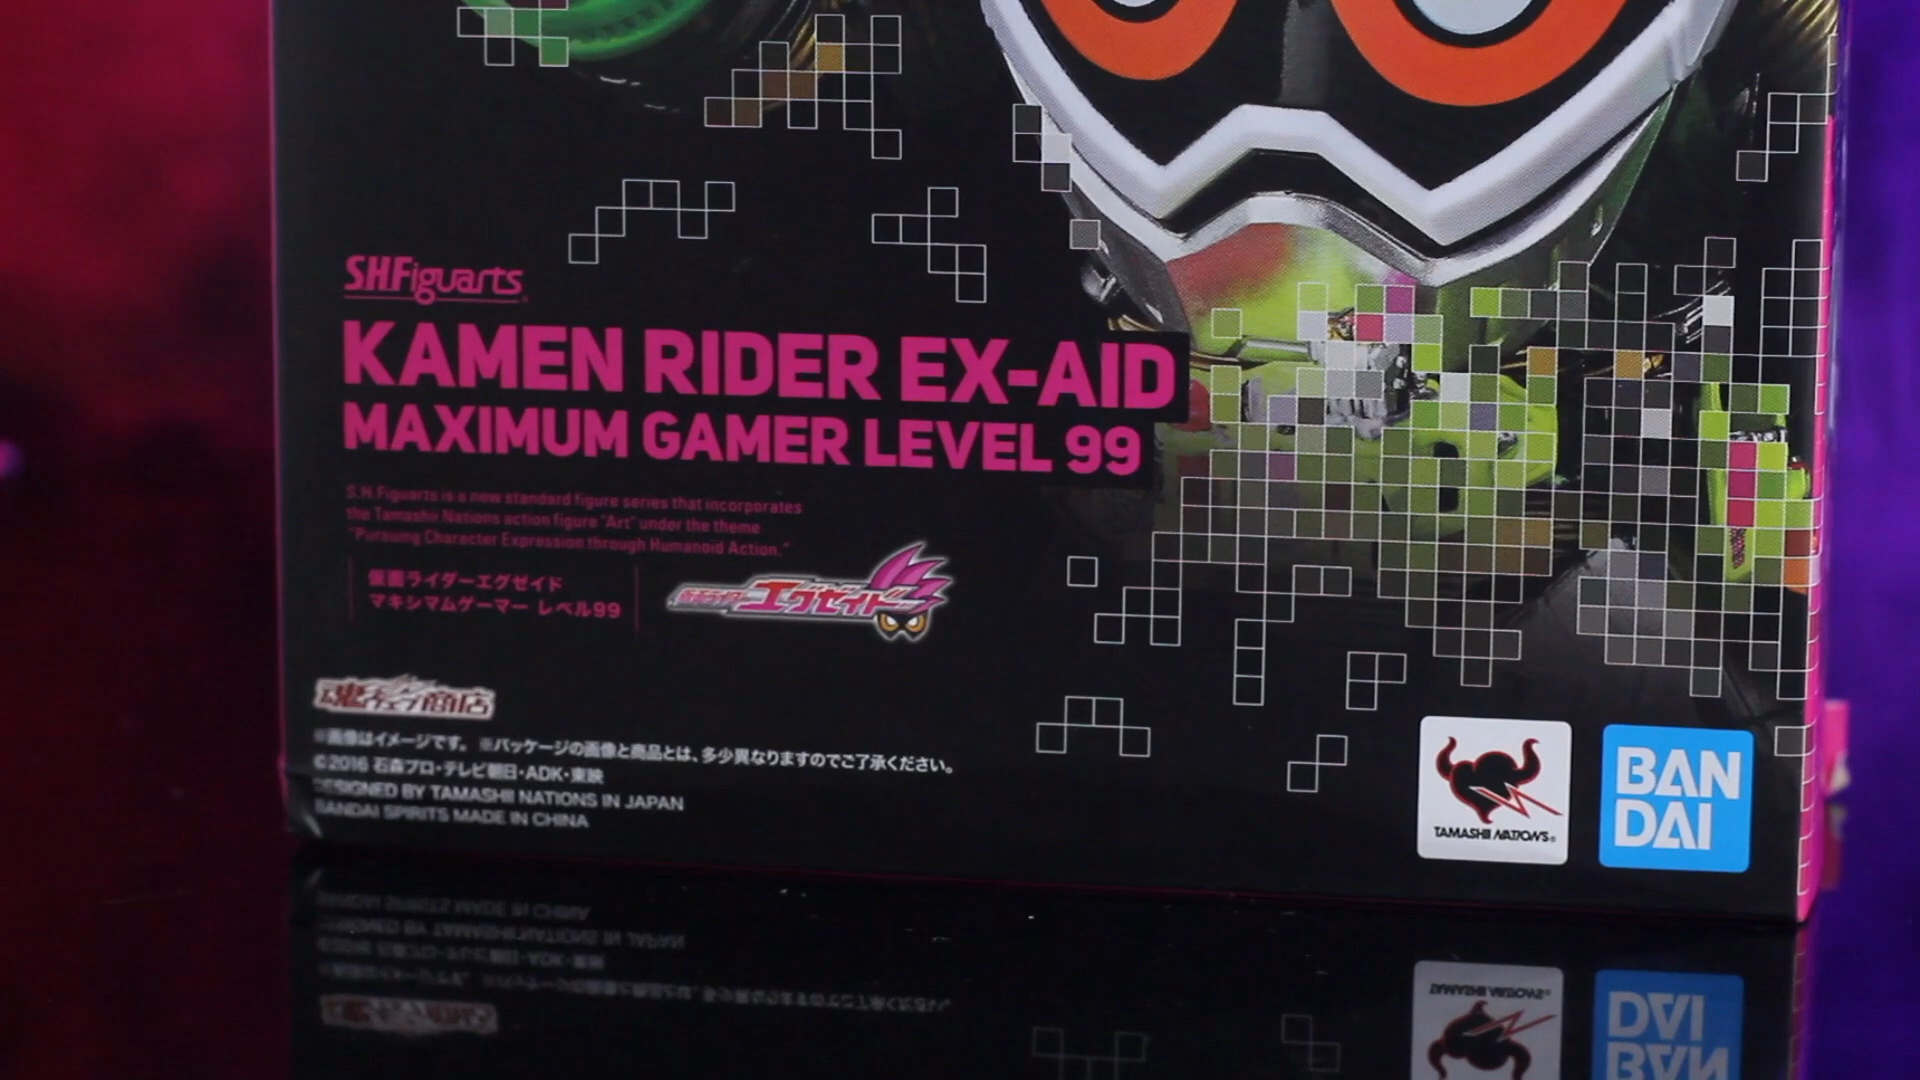 S.H.Figuarts
KAMEN RIDER EX-AID
MAXIMUM GAMER LEVEL 99
S.H.Figuarts is a new standard figure series that incorporates
the Tamashii Nations action figure "Art" under the theme
"Pursuing Character Expression through Humanoid Action."
仮面ライダーエグゼイド
マキシマムゲーマー レベル99
仮面ライダーエグゼイド
魂ウェブ商店
※画像はイメージです。 ※パッケージの画像と商品とは、多少異なりますのでご了承ください。
©2016 石森プロ・テレビ朝日・ADK・東映
DESIGNED BY TAMASHII NATIONS IN JAPAN
BANDAI SPIRITS MADE IN CHINA
TAMASHII NATIONS®
BAN
DAI